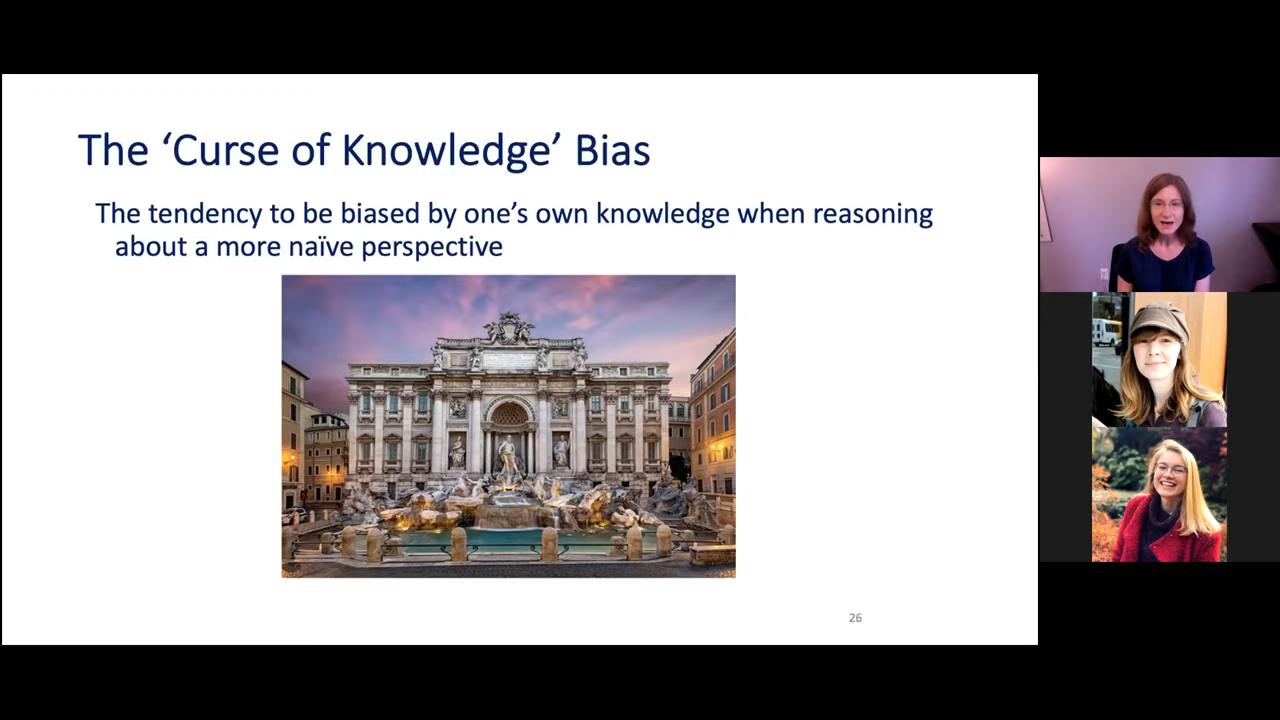 The ‘Curse of Knowledge’ Bias
The tendency to be biased by one’s own knowledge when reasoning
about a more naïve perspective
26